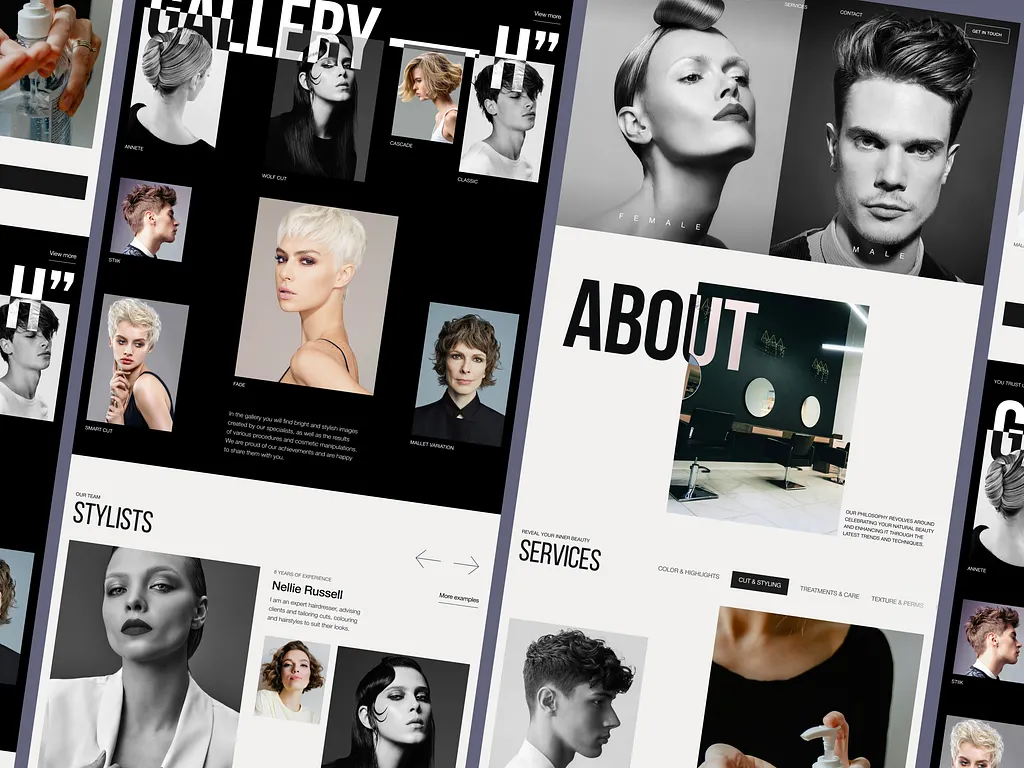 View more
H”
SMART CUT
GALLERY
H”
View more
ANNETE
WOLF CUT
CASCADE
CLASSIC
STIIK
FADE
MALLET VARIATION
In the gallery you will find bright and stylish images
created by our specialists, as well as the results
of various procedures and cosmetic manipulations.
We are proud of our achievements and are happy
to share them with you.
OUR TEAM
STYLISTS
8 YEARS OF EXPERIENCE
Nellie Russell
I am an expert hairdresser, advising
clients and tailoring cuts, colouring
and hairstyles to suit their looks.
More examples
SERVICES
CONTACT
GET IN TOUCH
FEMALE
MALE
ABOUT
OUR PHILOSOPHY REVOLVES AROUND
CELEBRATING YOUR NATURAL BEAUTY
AND ENHANCING IT THROUGH THE
LATEST TRENDS AND TECHNIQUES.
REVEAL YOUR INNER BEAUTY
SERVICES
COLOR & HIGHLIGHTS
CUT & STYLING
TREATMENTS & CARE
TEXTURE & PERMS
YOU TRUST
G
ANNETE
STIIK